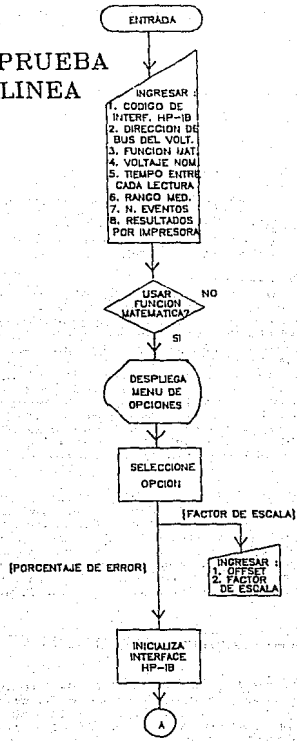 PRUEBA
LINEA
ENTRADA
INGRESAR :
1. CODIGO DE
INTERF. HP-IB
2. DIRECCION DE
BUS DEL VOLT.
3. FUNCION MAT.
4. VOLTAJE NOM.
5. TIEMPO ENTRE
CADA LECTURA
6. RANGO MED.
7. N. EVENTOS
8. RESULTADOS
POR IMPRESORA
USAR
FUNCION
MATEMATICA?
NO
SI
DESPLIEGA
MENU DE
OPCIONES
SELECCIONE
OPCION
[FACTOR DE ESCALA]
INGRESAR :
1. OFFSET
2. FACTOR
DE ESCALA
[PORCENTAJE DE ERROR]
INICIALIZA
INTERFACE
HP-IB
A